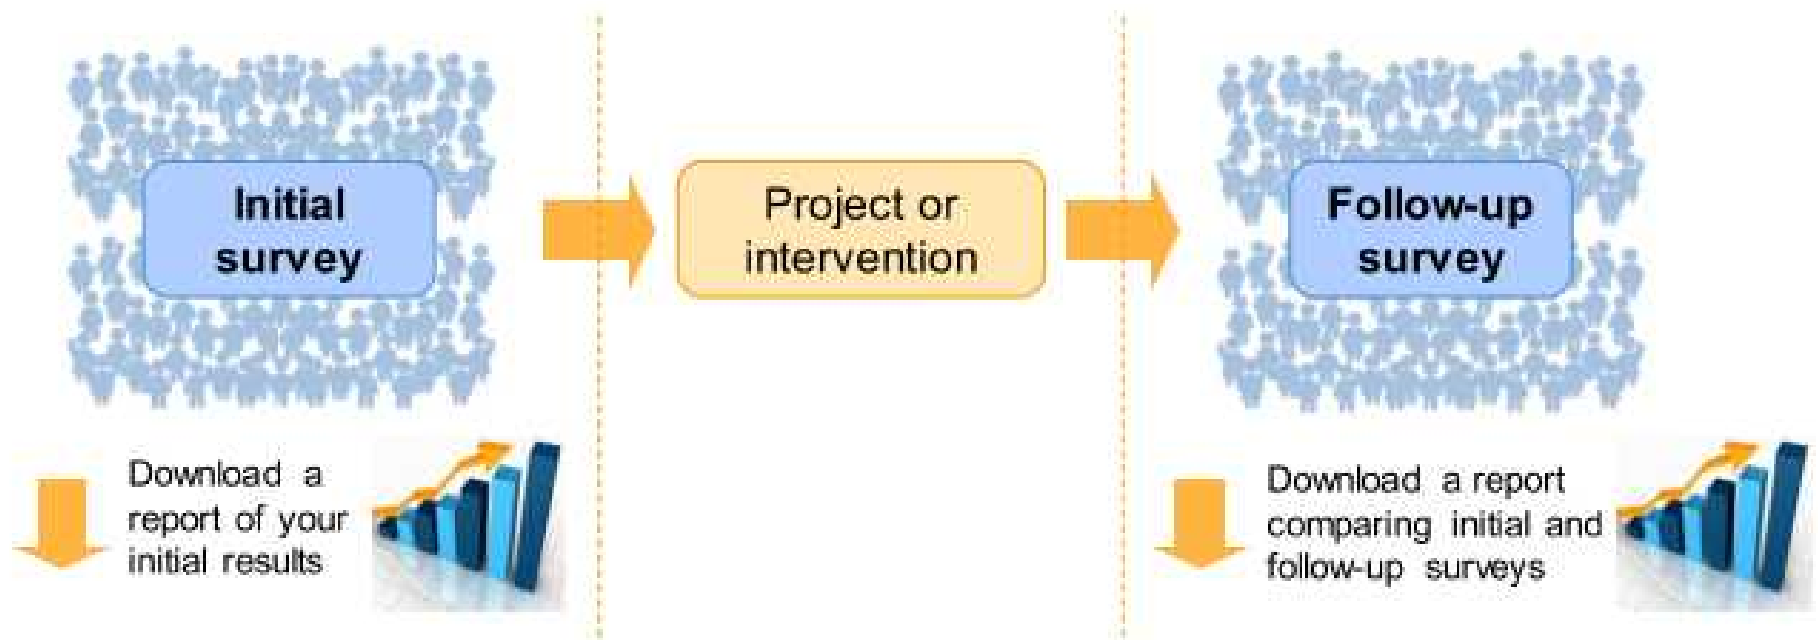 Initial
survey
Project or
intervention
Follow-up
survey
Download a
report of your
initial results
Download a report
comparing initial and
follow-up surveys